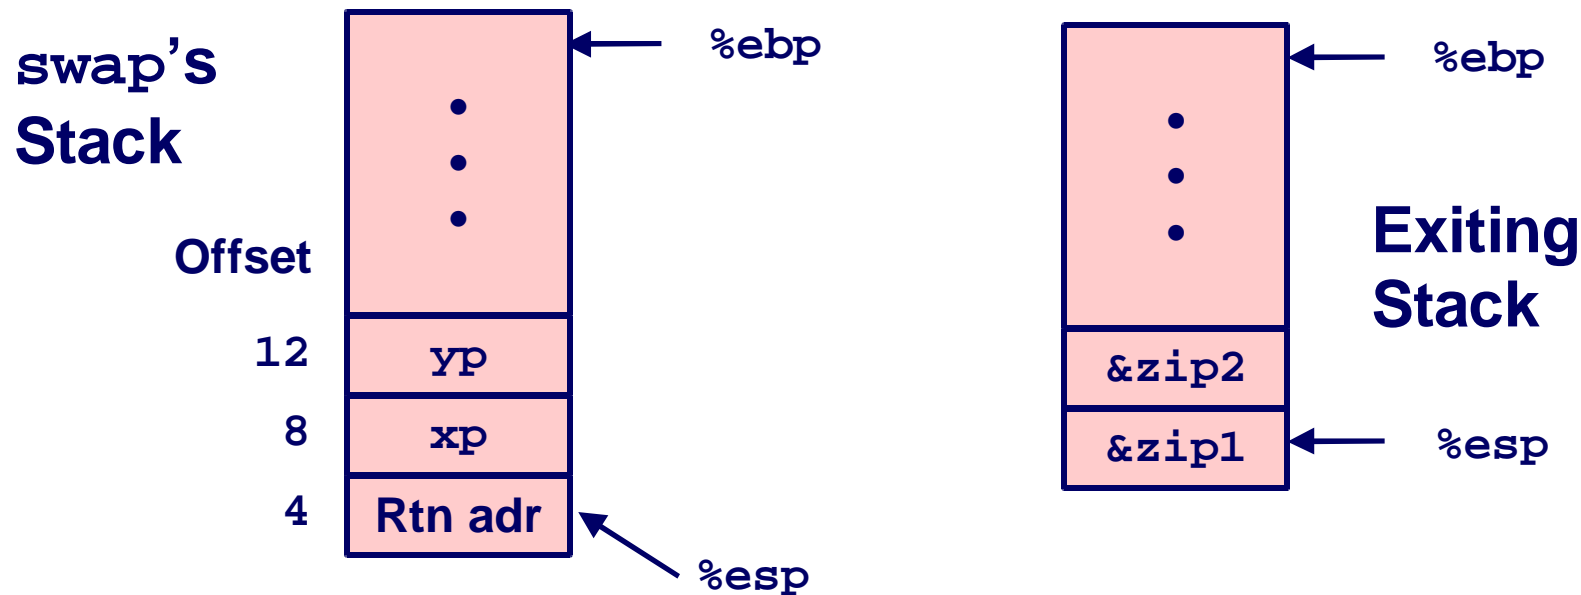 swap's
Stack
Offset
12
8
4
yp
xp
Rtn adr
%ebp
%esp
%ebp
Exiting
Stack
&zip2
&zip1
%esp